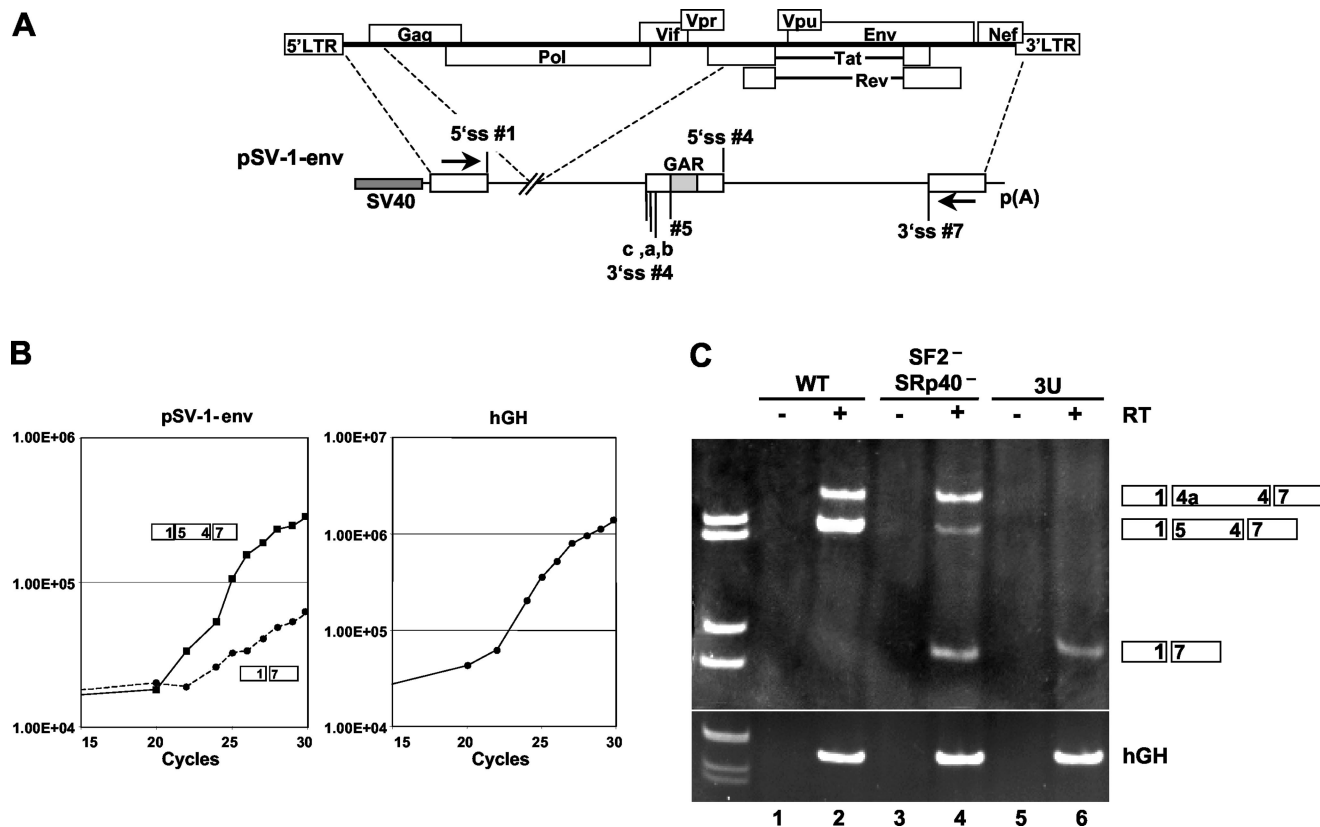 A
5'LTR
Gag
Pol
Vif
Vpr
Vpu
Env
Nef
3'LTR
Tat
Rev
pSV-1-env
SV40
5'ss #1
GAR
5'ss #4
#5
c ,a,b
3'ss #4
3'ss #7
p(A)
B
pSV-1-env
1.00E+06
1.00E+05
1.00E+04
1 5 4 7
1 7
15 20 25 30
Cycles
hGH
1.00E+07
1.00E+06
1.00E+05
1.00E+04
15 20 25 30
Cycles
C
WT
SF2⁻
SRp40⁻
3U
- + - + - + RT
1 4a 4 7
1 5 4 7
1 7
hGH
1 2 3 4 5 6